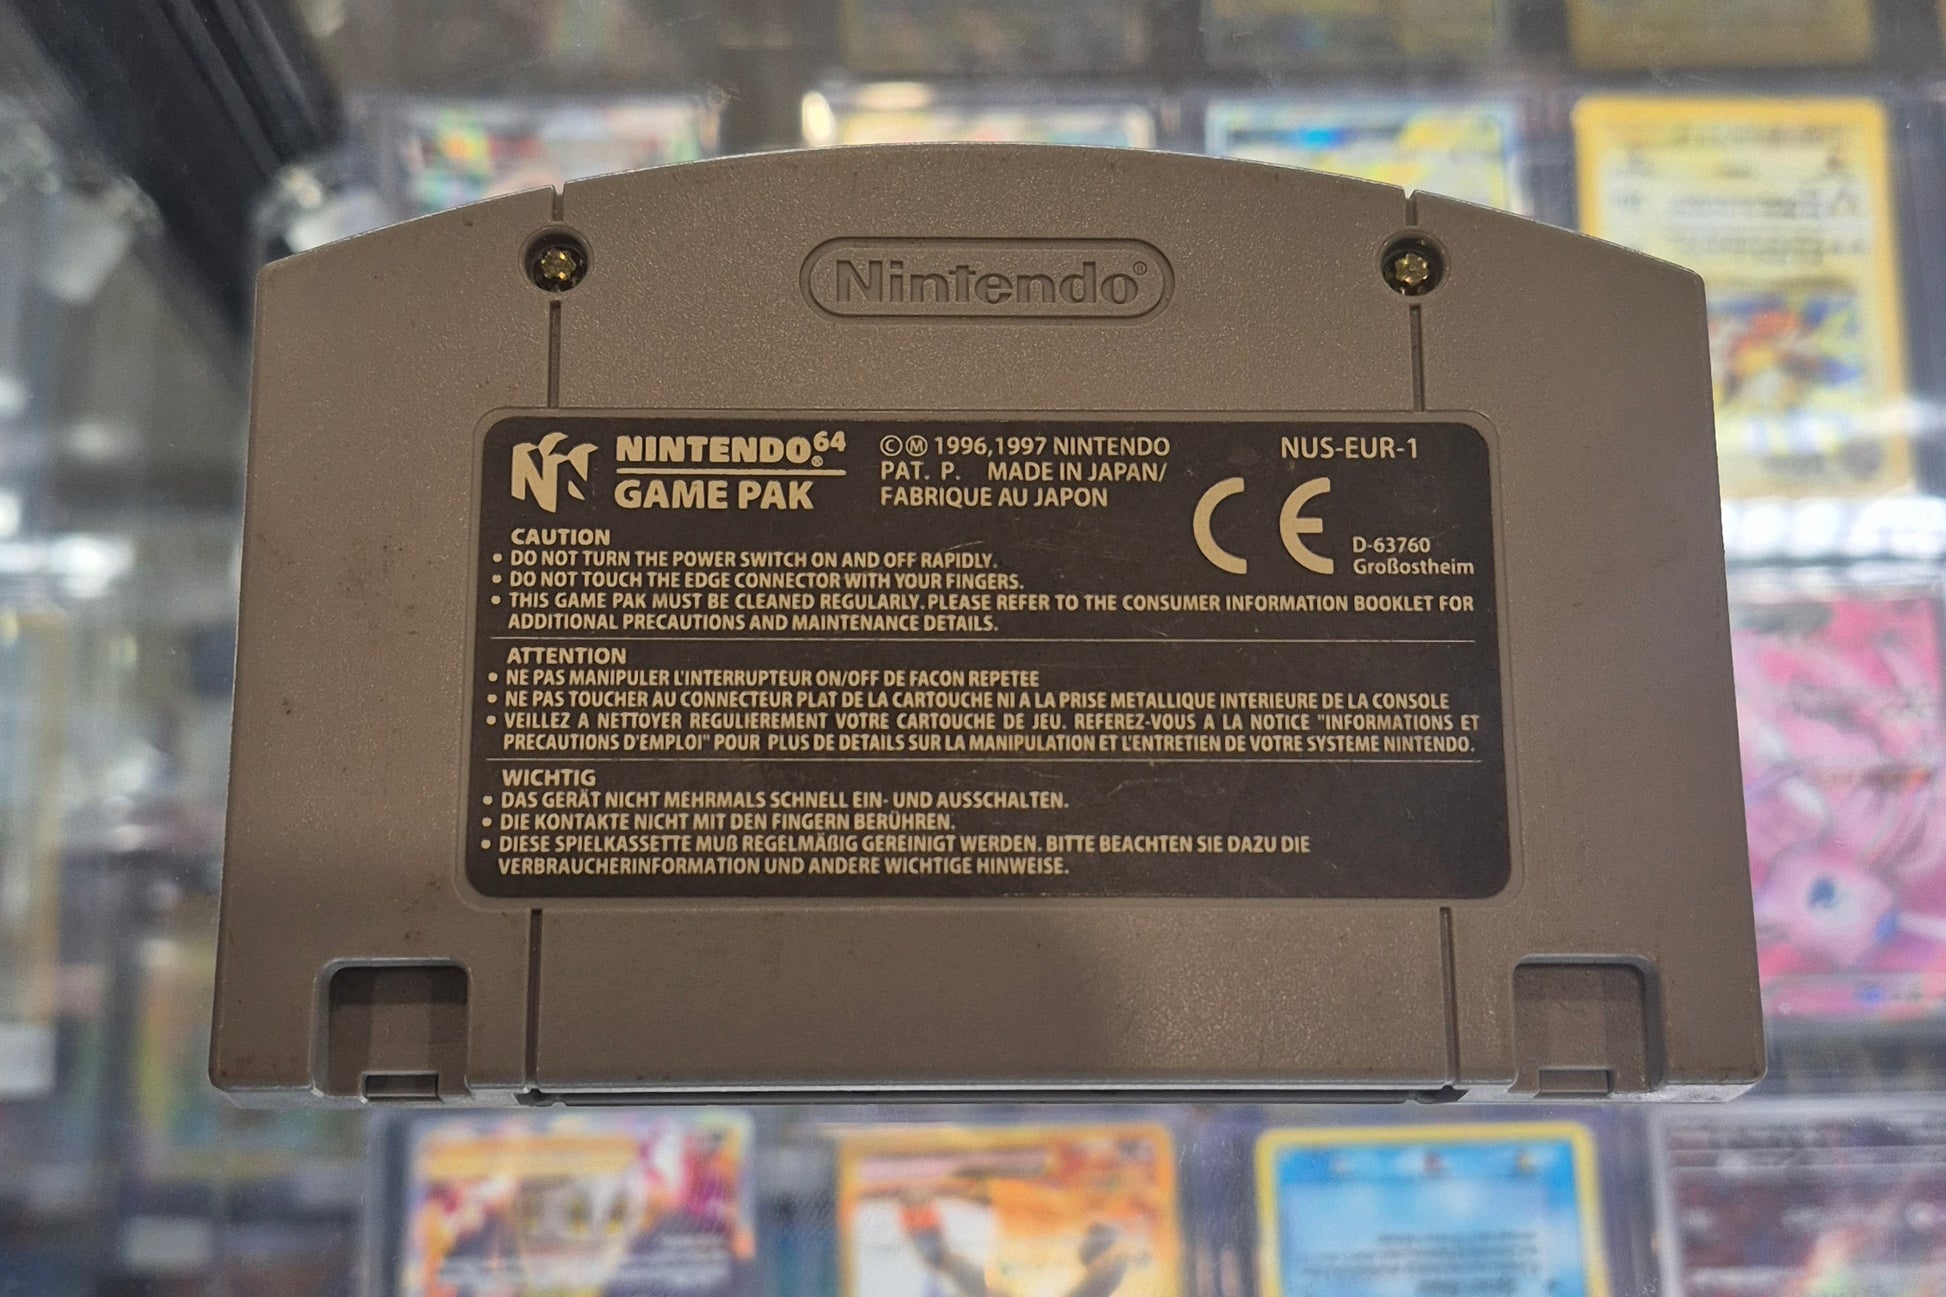 Nintendo®
NINTENDO⁶⁴®
GAME PAK
©Ⓜ 1996,1997 NINTENDO
PAT. P. MADE IN JAPAN/
FABRIQUE AU JAPON
NUS-EUR-1
CE
D-63760
Großostheim
CAUTION
• DO NOT TURN THE POWER SWITCH ON AND OFF RAPIDLY.
• DO NOT TOUCH THE EDGE CONNECTOR WITH YOUR FINGERS.
• THIS GAME PAK MUST BE CLEANED REGULARLY. PLEASE REFER TO THE CONSUMER INFORMATION BOOKLET FOR
ADDITIONAL PRECAUTIONS AND MAINTENANCE DETAILS.
ATTENTION
• NE PAS MANIPULER L'INTERRUPTEUR ON/OFF DE FACON REPETEE
• NE PAS TOUCHER AU CONNECTEUR PLAT DE LA CARTOUCHE NI A LA PRISE METALLIQUE INTERIEURE DE LA CONSOLE
• VEILLEZ A NETTOYER REGULIEREMENT VOTRE CARTOUCHE DE JEU. REFEREZ-VOUS A LA NOTICE "INFORMATIONS ET
PRECAUTIONS D'EMPLOI" POUR PLUS DE DETAILS SUR LA MANIPULATION ET L'ENTRETIEN DE VOTRE SYSTEME NINTENDO.
WICHTIG
• DAS GERÄT NICHT MEHRMALS SCHNELL EIN- UND AUSSCHALTEN.
• DIE KONTAKTE NICHT MIT DEN FINGERN BERÜHREN.
• DIESE SPIELKASSETTE MUß REGELMÄßIG GEREINIGT WERDEN. BITTE BEACHTEN SIE DAZU DIE
VERBRAUCHERINFORMATION UND ANDERE WICHTIGE HINWEISE.